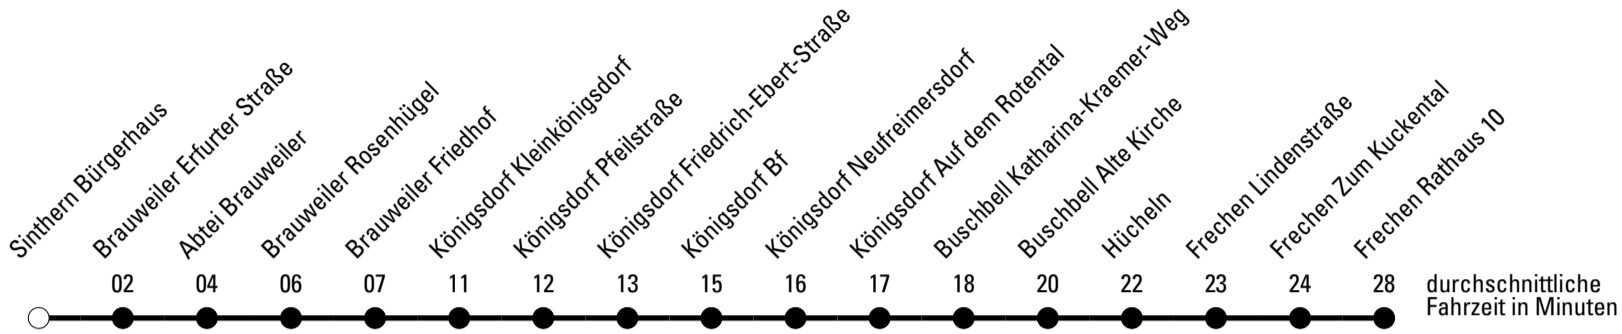 Sinthern Bürgerhaus
Brauweiler Erfurter Straße
Abtei Brauweiler
Brauweiler Rosenhügel
Brauweiler Friedhof
Königsdorf Kleinkönigsdorf
Königsdorf Pfeilstraße
Königsdorf Friedrich-Ebert-Straße
Königsdorf Bf
Königsdorf Neufreimersdorf
Königsdorf Auf dem Rotental
Buschbell Katharina-Kraemer-Weg
Buschbell Alte Kirche
Hücheln
Frechen Lindenstraße
Frechen Zum Kuckental
Frechen Rathaus 10
02 04 06 07 11 12 13 15 16 17 18 20 22 23 24 28 durchschnittliche
Fahrzeit in Minuten